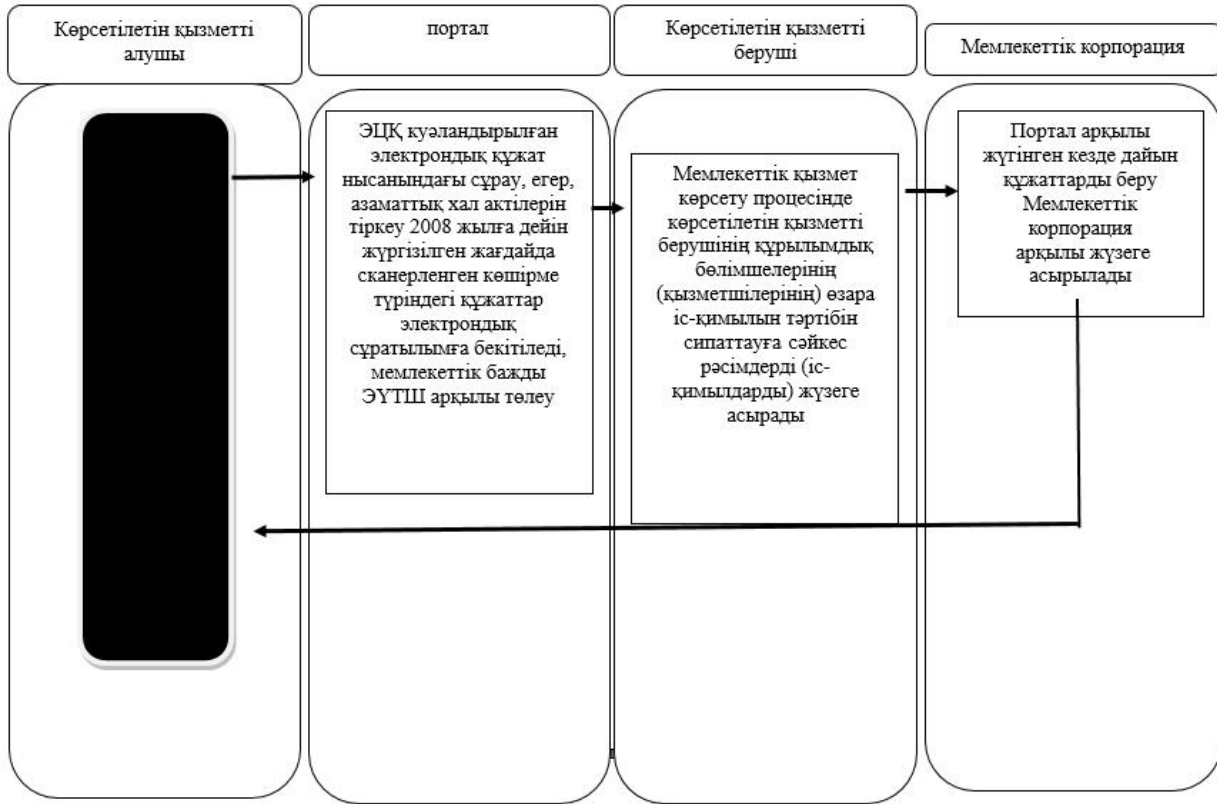 Көрсетілетін қызметті
алушы
портал
Көрсетілетін қызметті
беруші
Мемлекеттік корпорация
ЭЦҚ куәландырылған
электрондық құжат
нысанындағы сұрау, егер,
азаматтық хал актілерін
тіркеу 2008 жылға дейін
жүргізілген жағдайда
сканерленген көшірме
түріндегі құжаттар
электрондық
сұратылымға бекітіледі,
мемлекеттік бажды
ЭҮТШ арқылы төлеу
Мемлекеттік қызмет
көрсету процесінде
көрсетілетін қызметті
берушінің құрылымдық
бөлімшелерінің
(қызметшілерінің) өзара
іс-қимылын тәртібін
сипаттауға сәйкес
рәсімдерді (іс-
қимылдарды) жүзеге
асырады
Портал арқылы
жүгінген кезде дайын
құжаттарды беру
Мемлекеттік
корпорация
арқылы жүзеге
асырылады